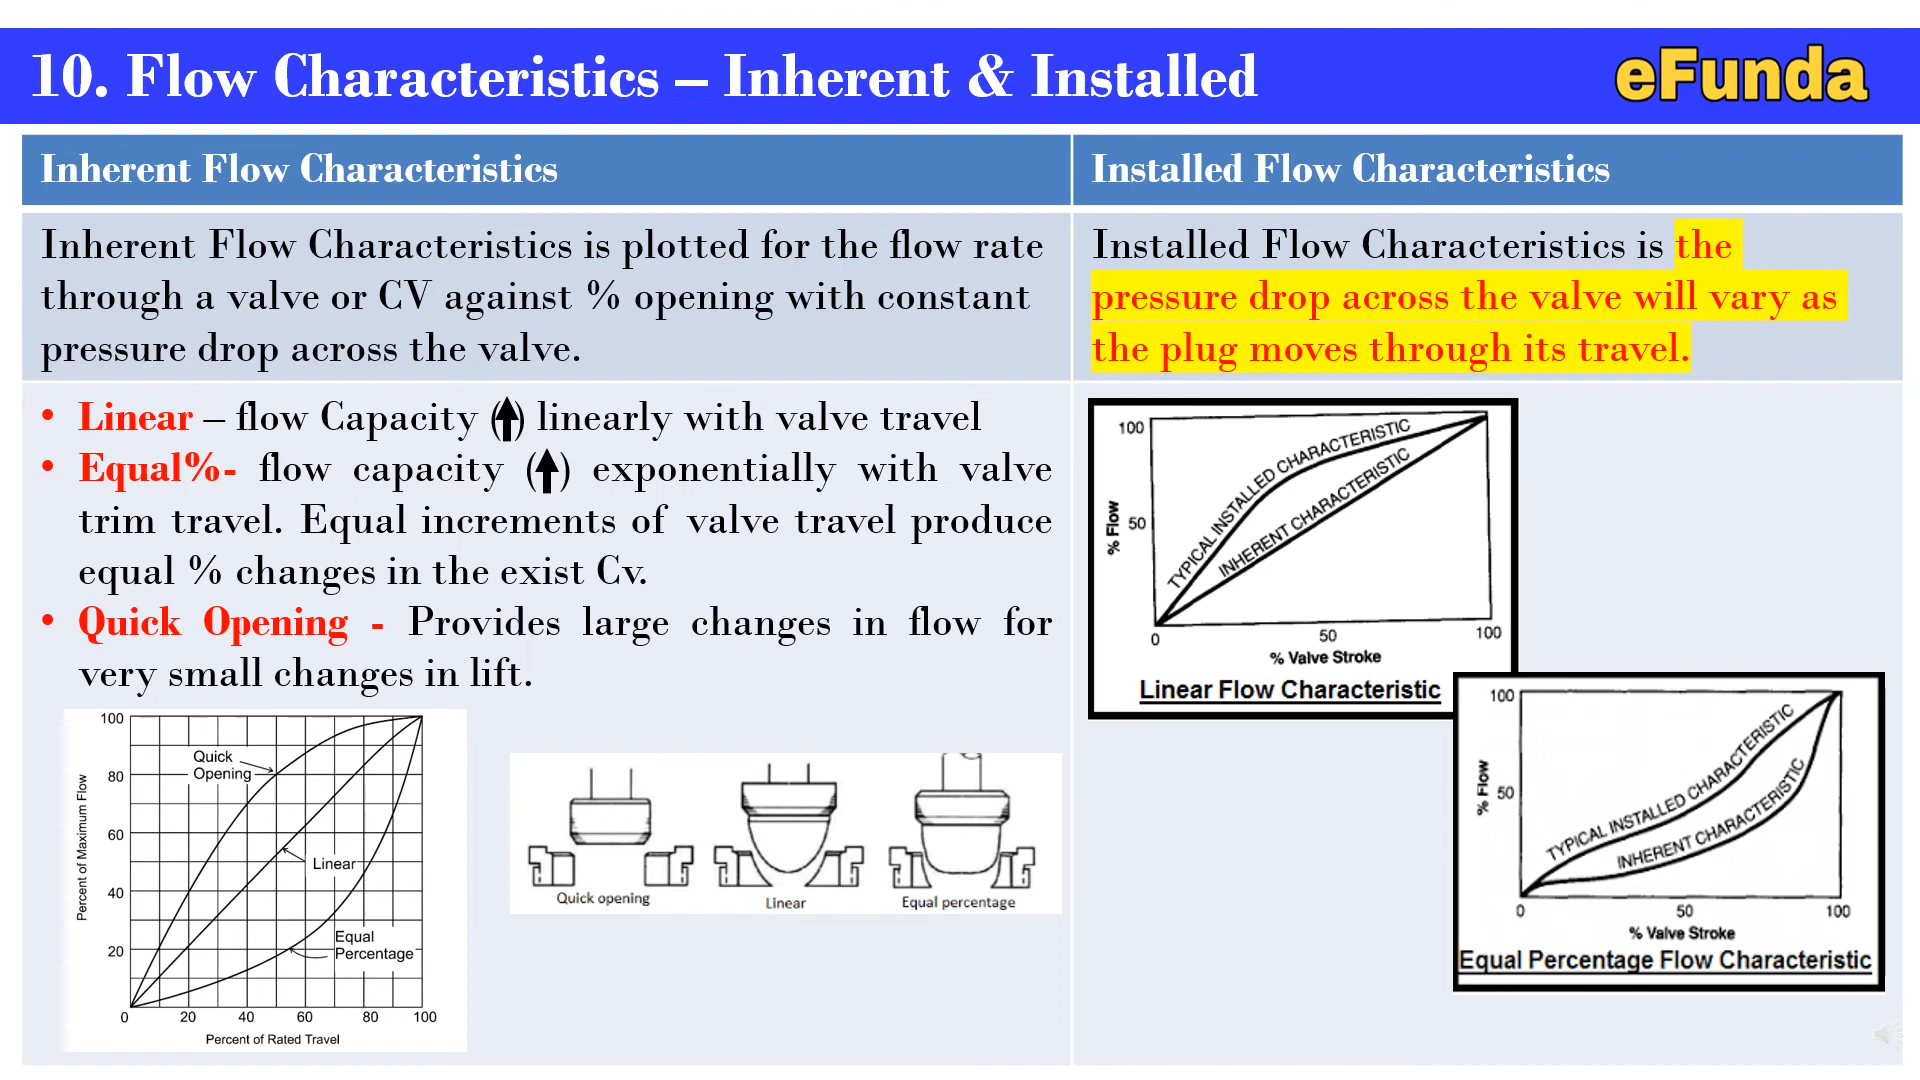 10. Flow Characteristics – Inherent & Installed
eFunda
Inherent Flow Characteristics
Installed Flow Characteristics
Inherent Flow Characteristics is plotted for the flow rate
through a valve or CV against % opening with constant
pressure drop across the valve.
Installed Flow Characteristics is the
pressure drop across the valve will vary as
the plug moves through its travel.
• Linear – flow Capacity (⬆) linearly with valve travel
• Equal%- flow capacity (⬆) exponentially with valve
trim travel. Equal increments of valve travel produce
equal % changes in the exist Cv.
• Quick Opening - Provides large changes in flow for
very small changes in lift.
100
80
60
40
20
0
20 40 60 80 100
Percent of Maximum Flow
Percent of Rated Travel
Quick
Opening
Linear
Equal
Percentage
Quick opening
Linear
Equal percentage
100
50
% Flow
TYPICAL INSTALLED CHARACTERISTIC
INHERENT CHARACTERISTIC
0 50 100
% Valve Stroke
Linear Flow Characteristic
100
50
% Flow
TYPICAL INSTALLED CHARACTERISTIC
INHERENT CHARACTERISTIC
0 50 100
% Valve Stroke
Equal Percentage Flow Characteristic